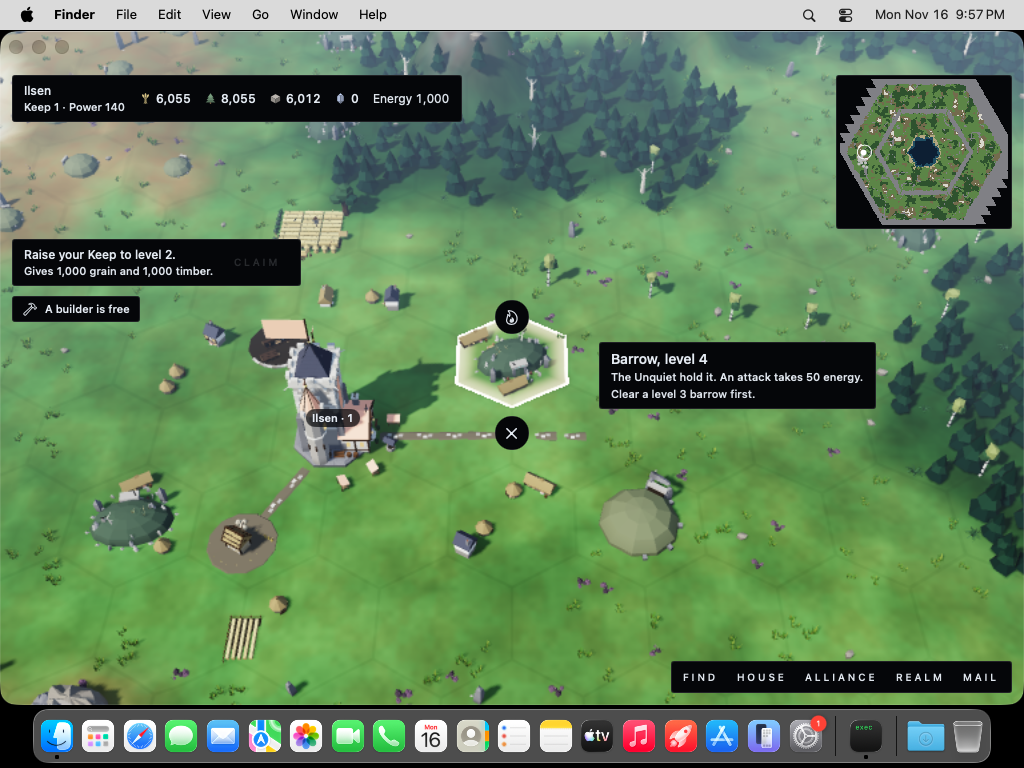 Finder File Edit View Go Window Help
Mon Nov 16 9:57 PM
Ilsen
Keep 1 · Power 140
6,055 8,055 6,012 0 Energy 1,000
Raise your Keep to level 2.
Gives 1,000 grain and 1,000 timber.
CLAIM
A builder is free
Barrow, level 4
The Unquiet hold it. An attack takes 50 energy.
Clear a level 3 barrow first.
Ilsen · 1
FIND HOUSE ALLIANCE REALM MAIL
Mon
16
tv
1
exec